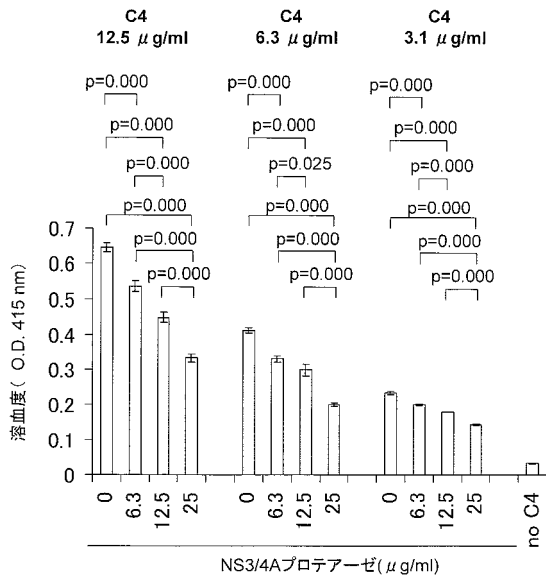 C4 C4 C4
12.5 μg/ml 6.3 μg/ml 3.1 μg/ml
p=0.000 p=0.000 p=0.000
p=0.000 p=0.000 p=0.000
p=0.000 p=0.025 p=0.000
p=0.000 p=0.000 p=0.000
p=0.000 p=0.000 p=0.000
p=0.000 p=0.000 p=0.000
溶血度( O.D. 415 nm)
0.7
0.6
0.5
0.4
0.3
0.2
0.1
0
0 6.3 12.5 25 0 6.3 12.5 25 0 6.3 12.5 25 no C4
NS3/4Aプロテアーゼ(μg/ml)